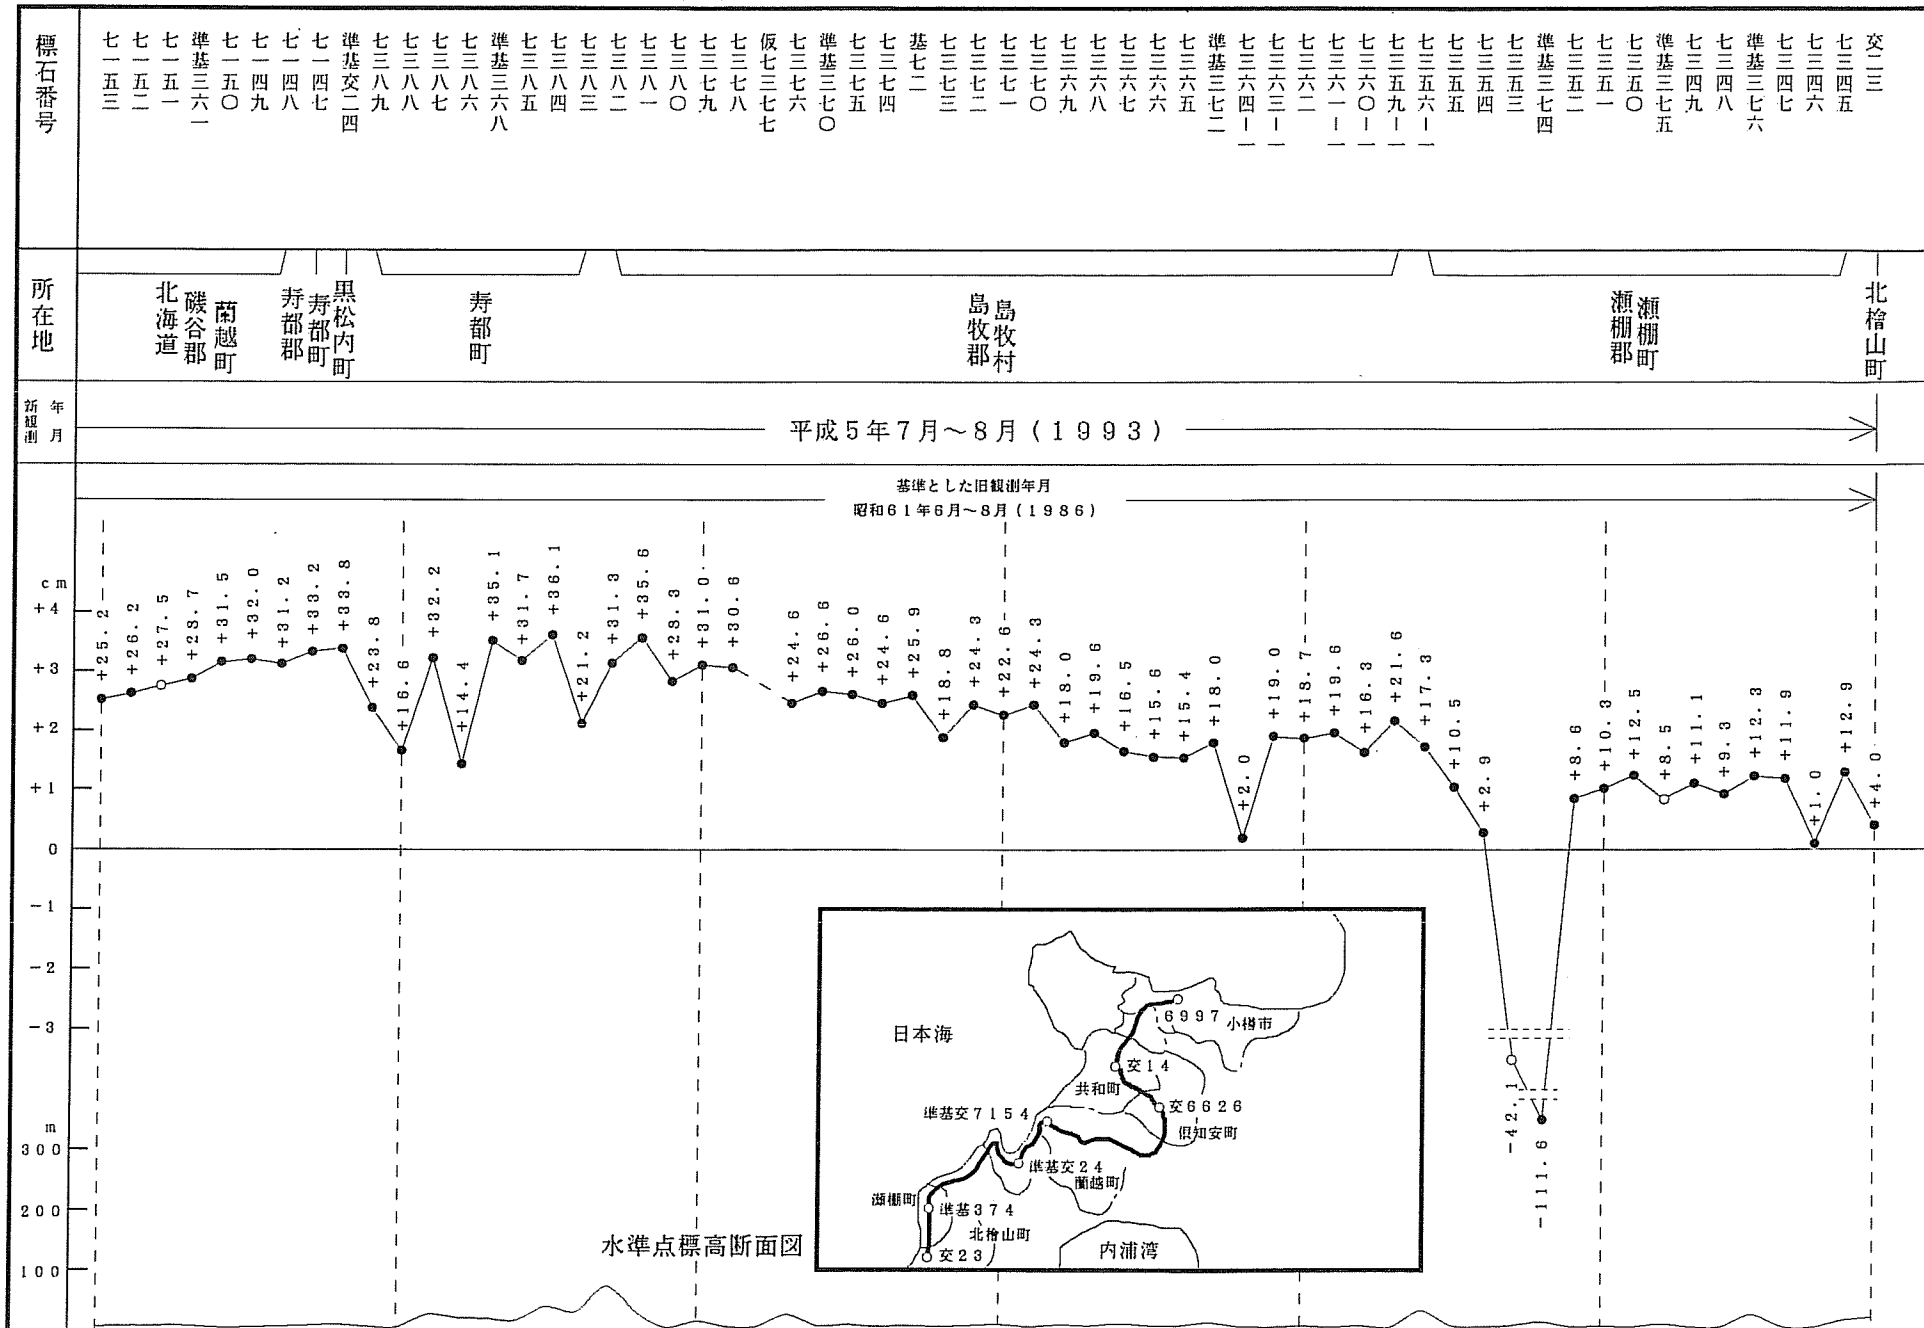 標石番号
七一五三
七一五二
七一五一
準基三六一
七一五〇
七一四九
七一四八
七一四七
準基交二四
七三八九
七三八八
七三八七
七三八六
準基三六八
七三八五
七三八四
七三八三
七三八二
七三八一
七三八〇
七三七九
七三七八
仮七三七七
七三七六
準基三七〇
七三七五
七三七四
基七二
七三七三
七三七二
七三七一
七三七〇
七三六九
七三六八
七三六七
七三六六
七三六五
準基三七二
七三六四-一
七三六三-一
七三六二
七三六一-一
七三六〇-一
七三五九-一
七三五六-一
七三五五
七三五四
七三五三
準基三七四
七三五二
七三五一
七三五〇
準基三七五
七三四九
七三四八
準基三七六
七三四七
七三四六
七三四五
交二三
所在地
北海道
磯谷郡
蘭越町
寿都郡
寿都町
黒松内町
寿都町
島牧郡
島牧村
瀬棚郡
瀬棚町
北檜山町
新観測
年月
平成5年7月~8月(1993)
基準とした旧観測年月
昭和61年6月~8月(1986)
cm
+4
+3
+2
+1
0
-1
-2
-3
+25.2
+26.2
+27.5
+28.7
+31.5
+32.0
+31.2
+33.2
+33.8
+23.8
+16.6
+32.2
+14.4
+35.1
+31.7
+36.1
+21.2
+31.3
+35.6
+28.3
+31.0
+30.6
+24.6
+26.6
+26.0
+24.6
+25.9
+18.8
+24.3
+22.6
+24.3
+18.0
+19.6
+16.5
+15.6
+15.4
+18.0
+2.0
+19.0
+18.7
+19.6
+16.3
+21.6
+17.3
+10.5
+2.9
-42.1
-111.6
+8.6
+10.3
+12.5
+8.5
+11.1
+9.3
+12.3
+11.9
+1.0
+12.9
+4.0
m
300
200
100
水準点標高断面図
日本海
6997
小樽市
交14
共和町
準基交7154
交6626
倶知安町
準基交24
蘭越町
瀬棚町
準基374
北檜山町
交23
内浦湾